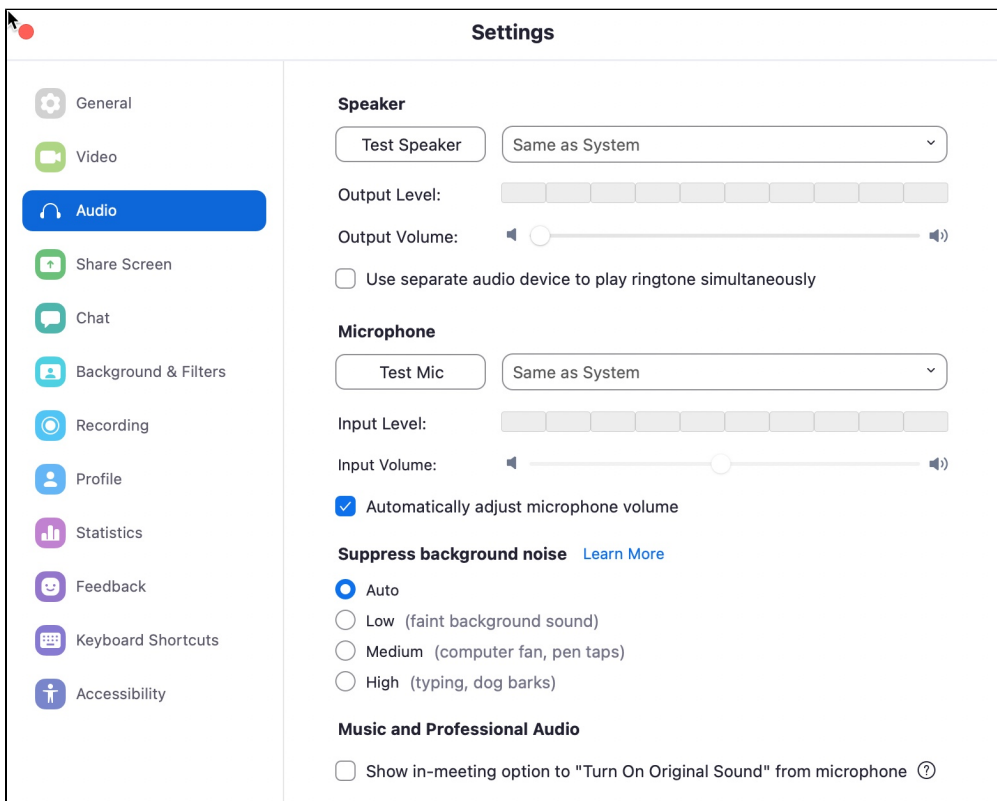 Settings
General
Video
Audio
Share Screen
Chat
Background & Filters
Recording
Profile
Statistics
Feedback
Keyboard Shortcuts
Accessibility
Speaker
Test Speaker Same as System
Output Level:
Output Volume:
Use separate audio device to play ringtone simultaneously
Microphone
Test Mic Same as System
Input Level:
Input Volume:
Automatically adjust microphone volume
Suppress background noise Learn More
Auto
Low (faint background sound)
Medium (computer fan, pen taps)
High (typing, dog barks)
Music and Professional Audio
Show in-meeting option to "Turn On Original Sound" from microphone ?